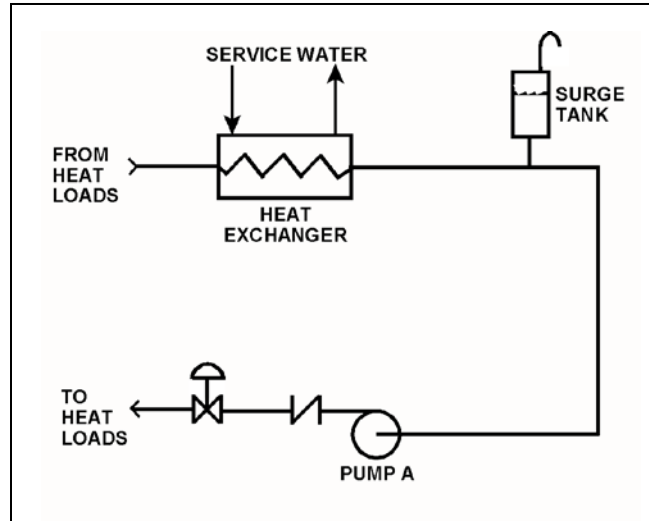 SERVICE WATER
SURGE
TANK
FROM
HEAT
LOADS
HEAT
EXCHANGER
TO
HEAT
LOADS
PUMP A